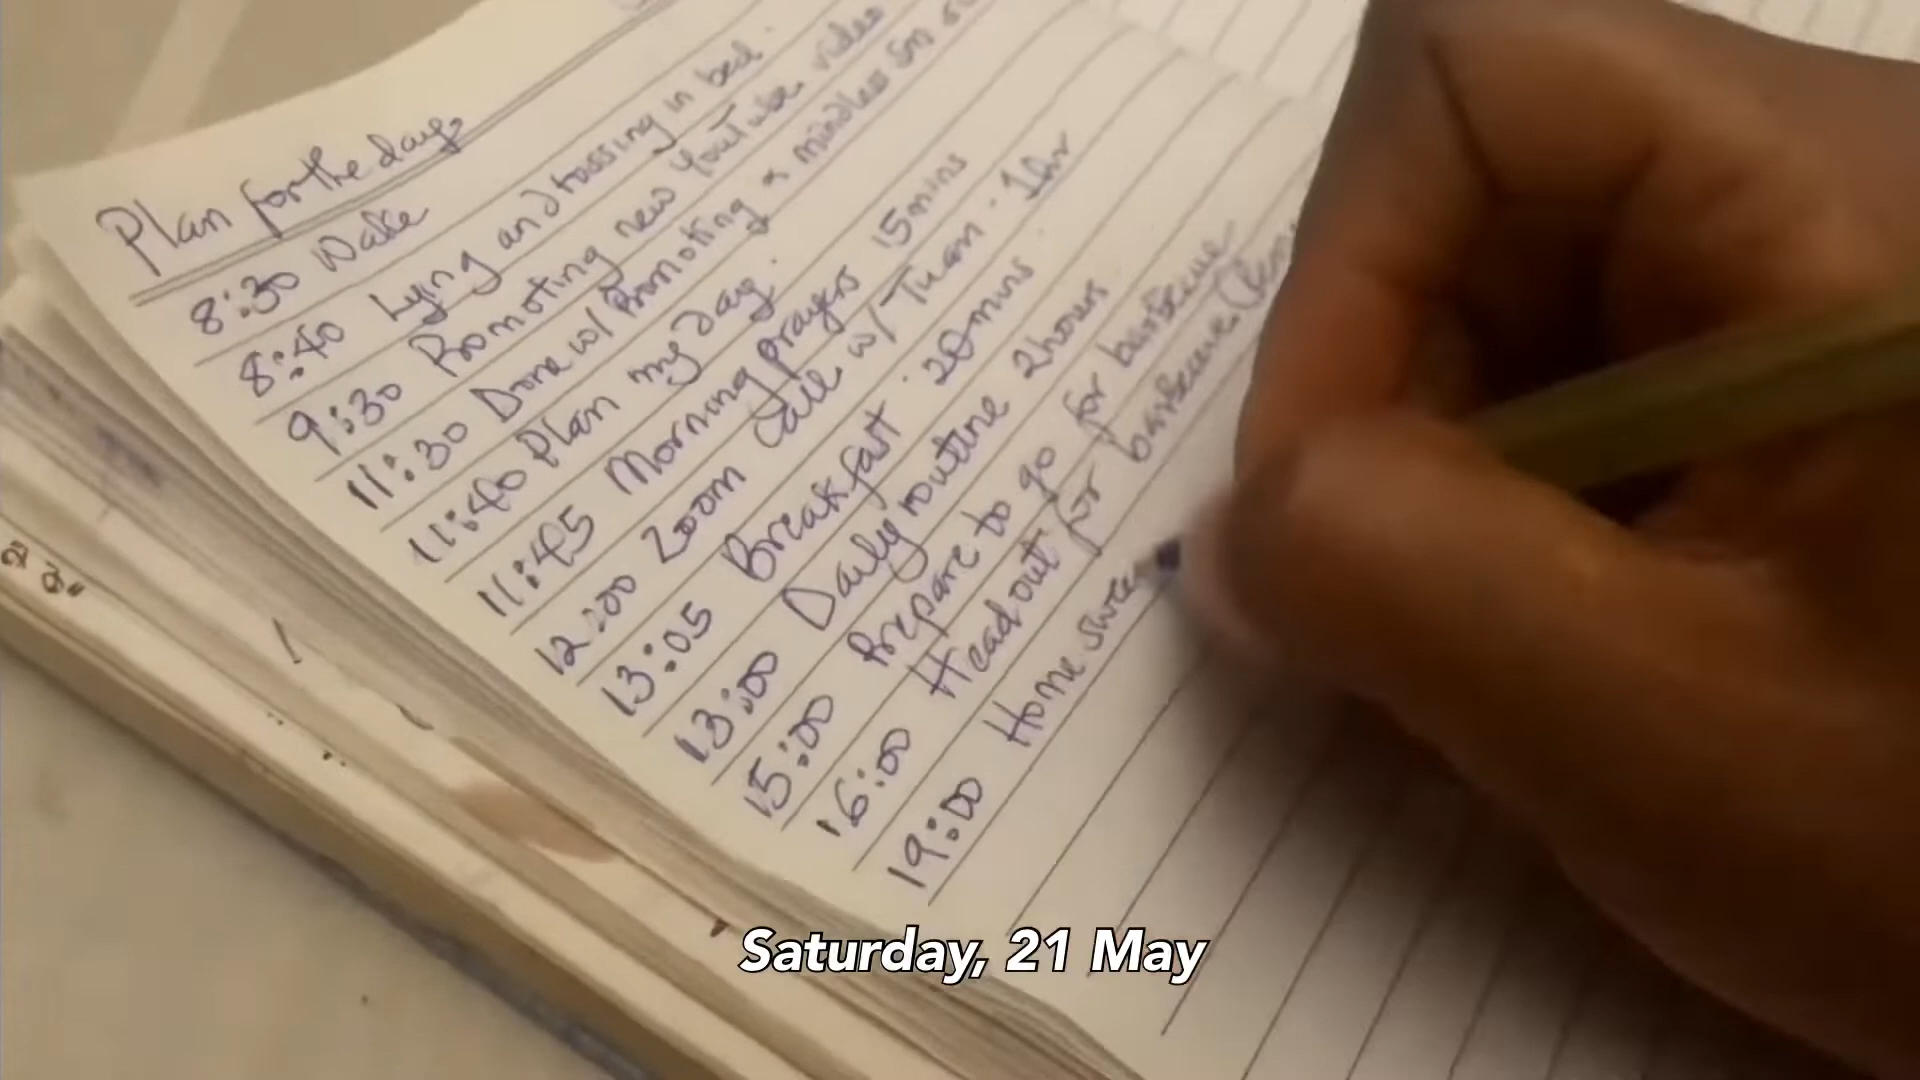 Plan for the day
8:30 Wake
8:40 Lying and tossing in bed.
9:30 Promoting new YouTube video
11:30 Done w/ Promoting & mindless sm
11:40 Plan my day.
11:45 Morning prayers 15mins
12:00 Zoom call w/ Tuan. 1hr
13:05 Breakfast. 20mins
13:00 Daily routine 2hours
15:00 Prepare to go for barbecue
16:00 Head out for barbecue
19:00 Home swee
Saturday, 21 May